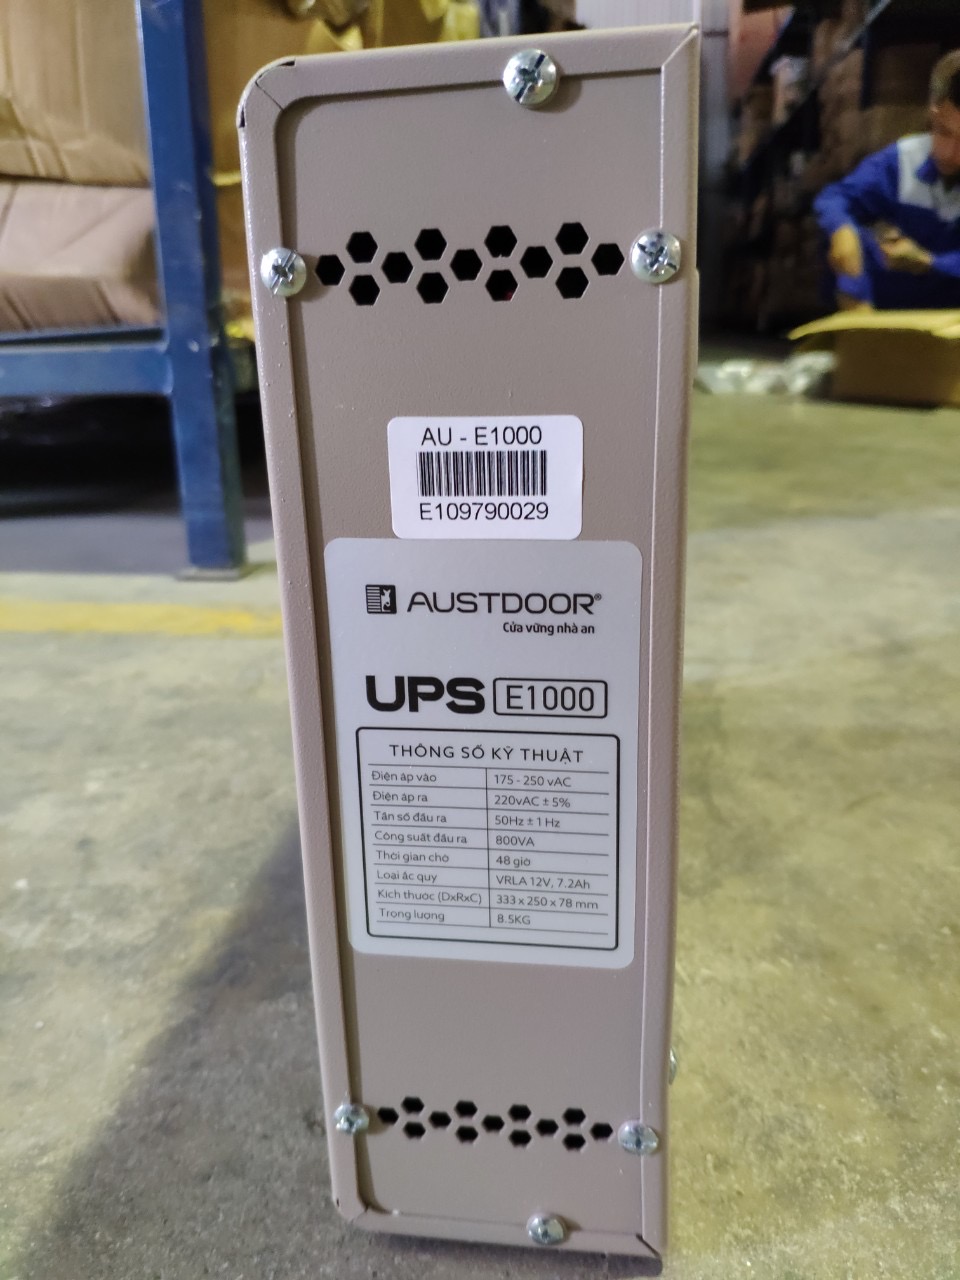 AU - E1000
E109790029
AUSTDOOR®
Cửa vững nhà an
UPS E1000
THÔNG SỐ KỸ THUẬT
Điện áp vào 175 - 250 vAC
Điện áp ra 220vAC ± 5%
Tần số đầu ra 50Hz ± 1 Hz
Công suất đầu ra 800VA
Thời gian chờ 48 giờ
Loại ắc quy VRLA 12V, 7.2Ah
Kích thước (DxRxC) 333 x 250 x 78 mm
Trọng lượng 8.5KG